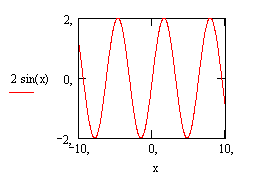 2,
2 sin(x)
0,
−2,
−10, 0, 10,
x